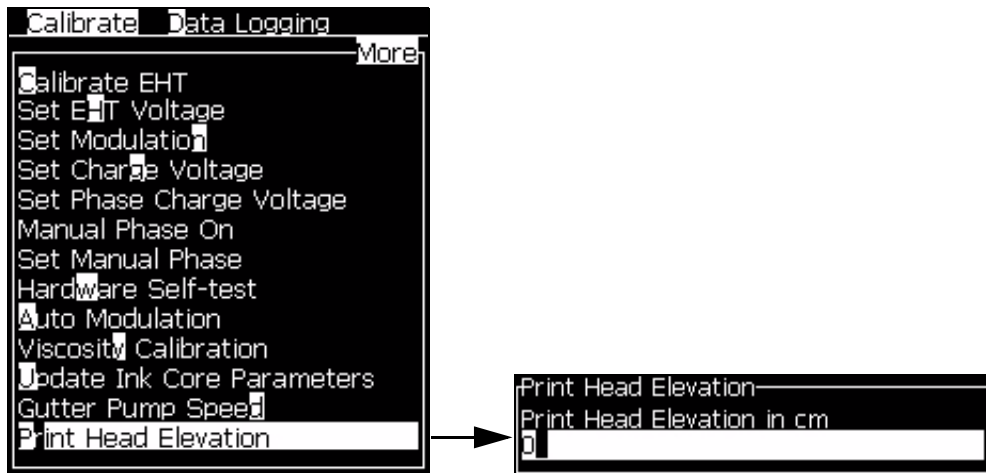 Calibrate Data Logging
More
Calibrate EHT
Set EHT Voltage
Set Modulation
Set Charge Voltage
Set Phase Charge Voltage
Manual Phase On
Set Manual Phase
Hardware Self-test
Auto Modulation
Viscosity Calibration
Update Ink Core Parameters
Gutter Pump Speed
Print Head Elevation
Print Head Elevation
Print Head Elevation in cm
0